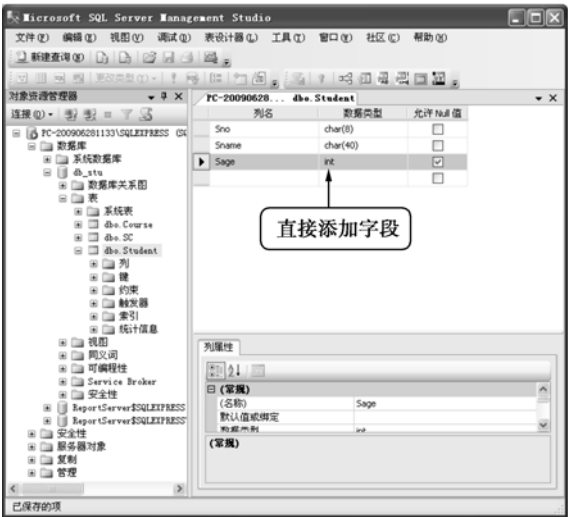 Microsoft SQL Server Management Studio
文件(F) 编辑(E) 视图(V) 调试(D) 表设计器(L) 工具(T) 窗口(W) 社区(C) 帮助(H)
新建查询(N)
更改类型(Y)
对象资源管理器
PC-20090628... dbo.Student
连接(O)
列名 数据类型 允许 Null 值
PC-200906281133\SQLEXPRESS (SQ
Sno char(8)
数据库
Sname char(40)
系统数据库
Sage int
db_stu
数据库关系图
表
系统表
直接添加字段
dbo.Course
dbo.SC
dbo.Student
列
键
约束
触发器
索引
统计信息
视图
列属性
同义词
可编程性
Service Broker
(常规)
安全性
(名称) Sage
ReportServer$SQLEXPRESS
默认值或绑定
ReportServer$SQLEXPRESS
数据类型 int
安全性
(常规)
服务器对象
复制
管理
已保存的项